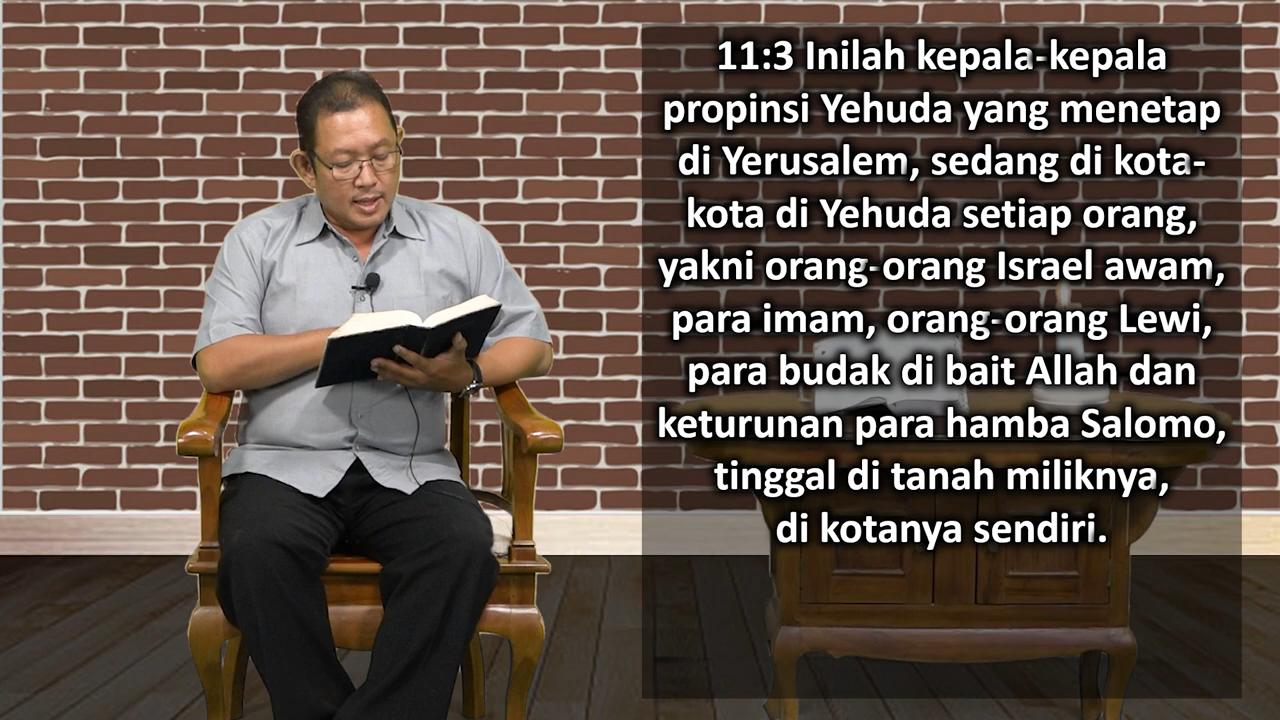 11:3 Inilah kepala-kepala
propinsi Yehuda yang menetap
di Yerusalem, sedang di kota-
kota di Yehuda setiap orang,
yakni orang-orang Israel awam,
para imam, orang-orang Lewi,
para budak di bait Allah dan
keturunan para hamba Salomo,
tinggal di tanah miliknya,
di kotanya sendiri.